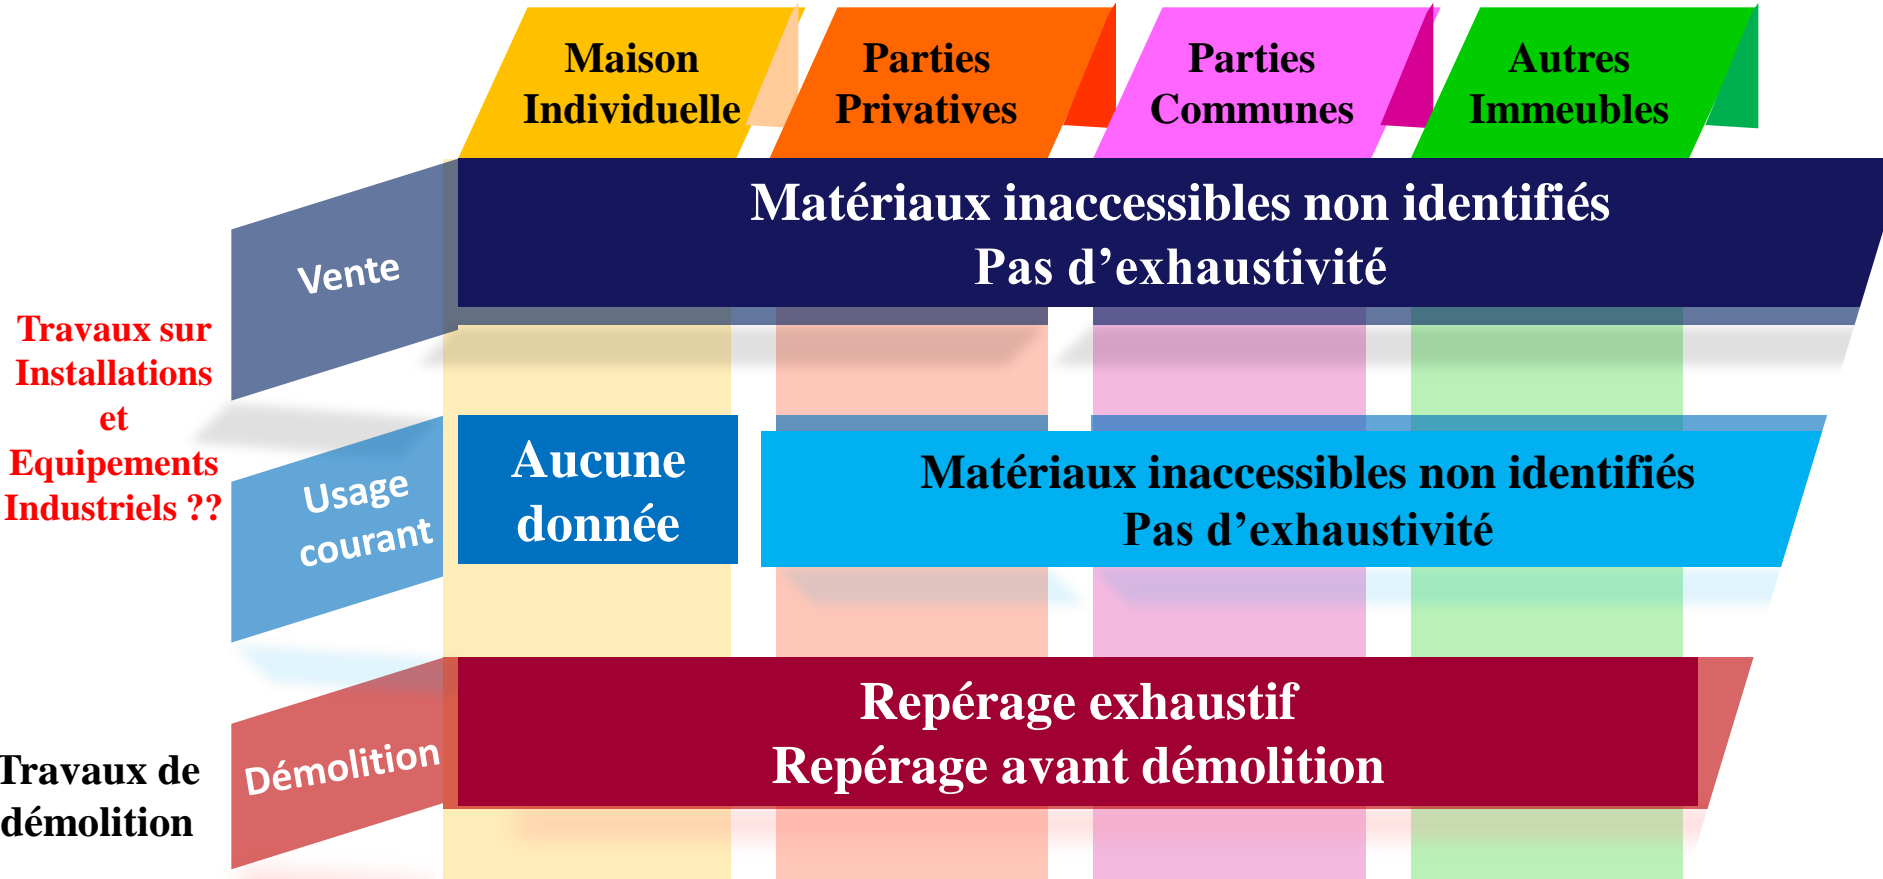 Maison
Individuelle
Parties
Privatives
Parties
Communes
Autres
Immeubles
Vente
Matériaux inaccessibles non identifiés
Pas d’exhaustivité
Travaux sur
Installations
et
Equipements
Industriels ??
Usage
courant
Aucune
donnée
Matériaux inaccessibles non identifiés
Pas d’exhaustivité
Démolition
Repérage exhaustif
Repérage avant démolition
Travaux de
démolition